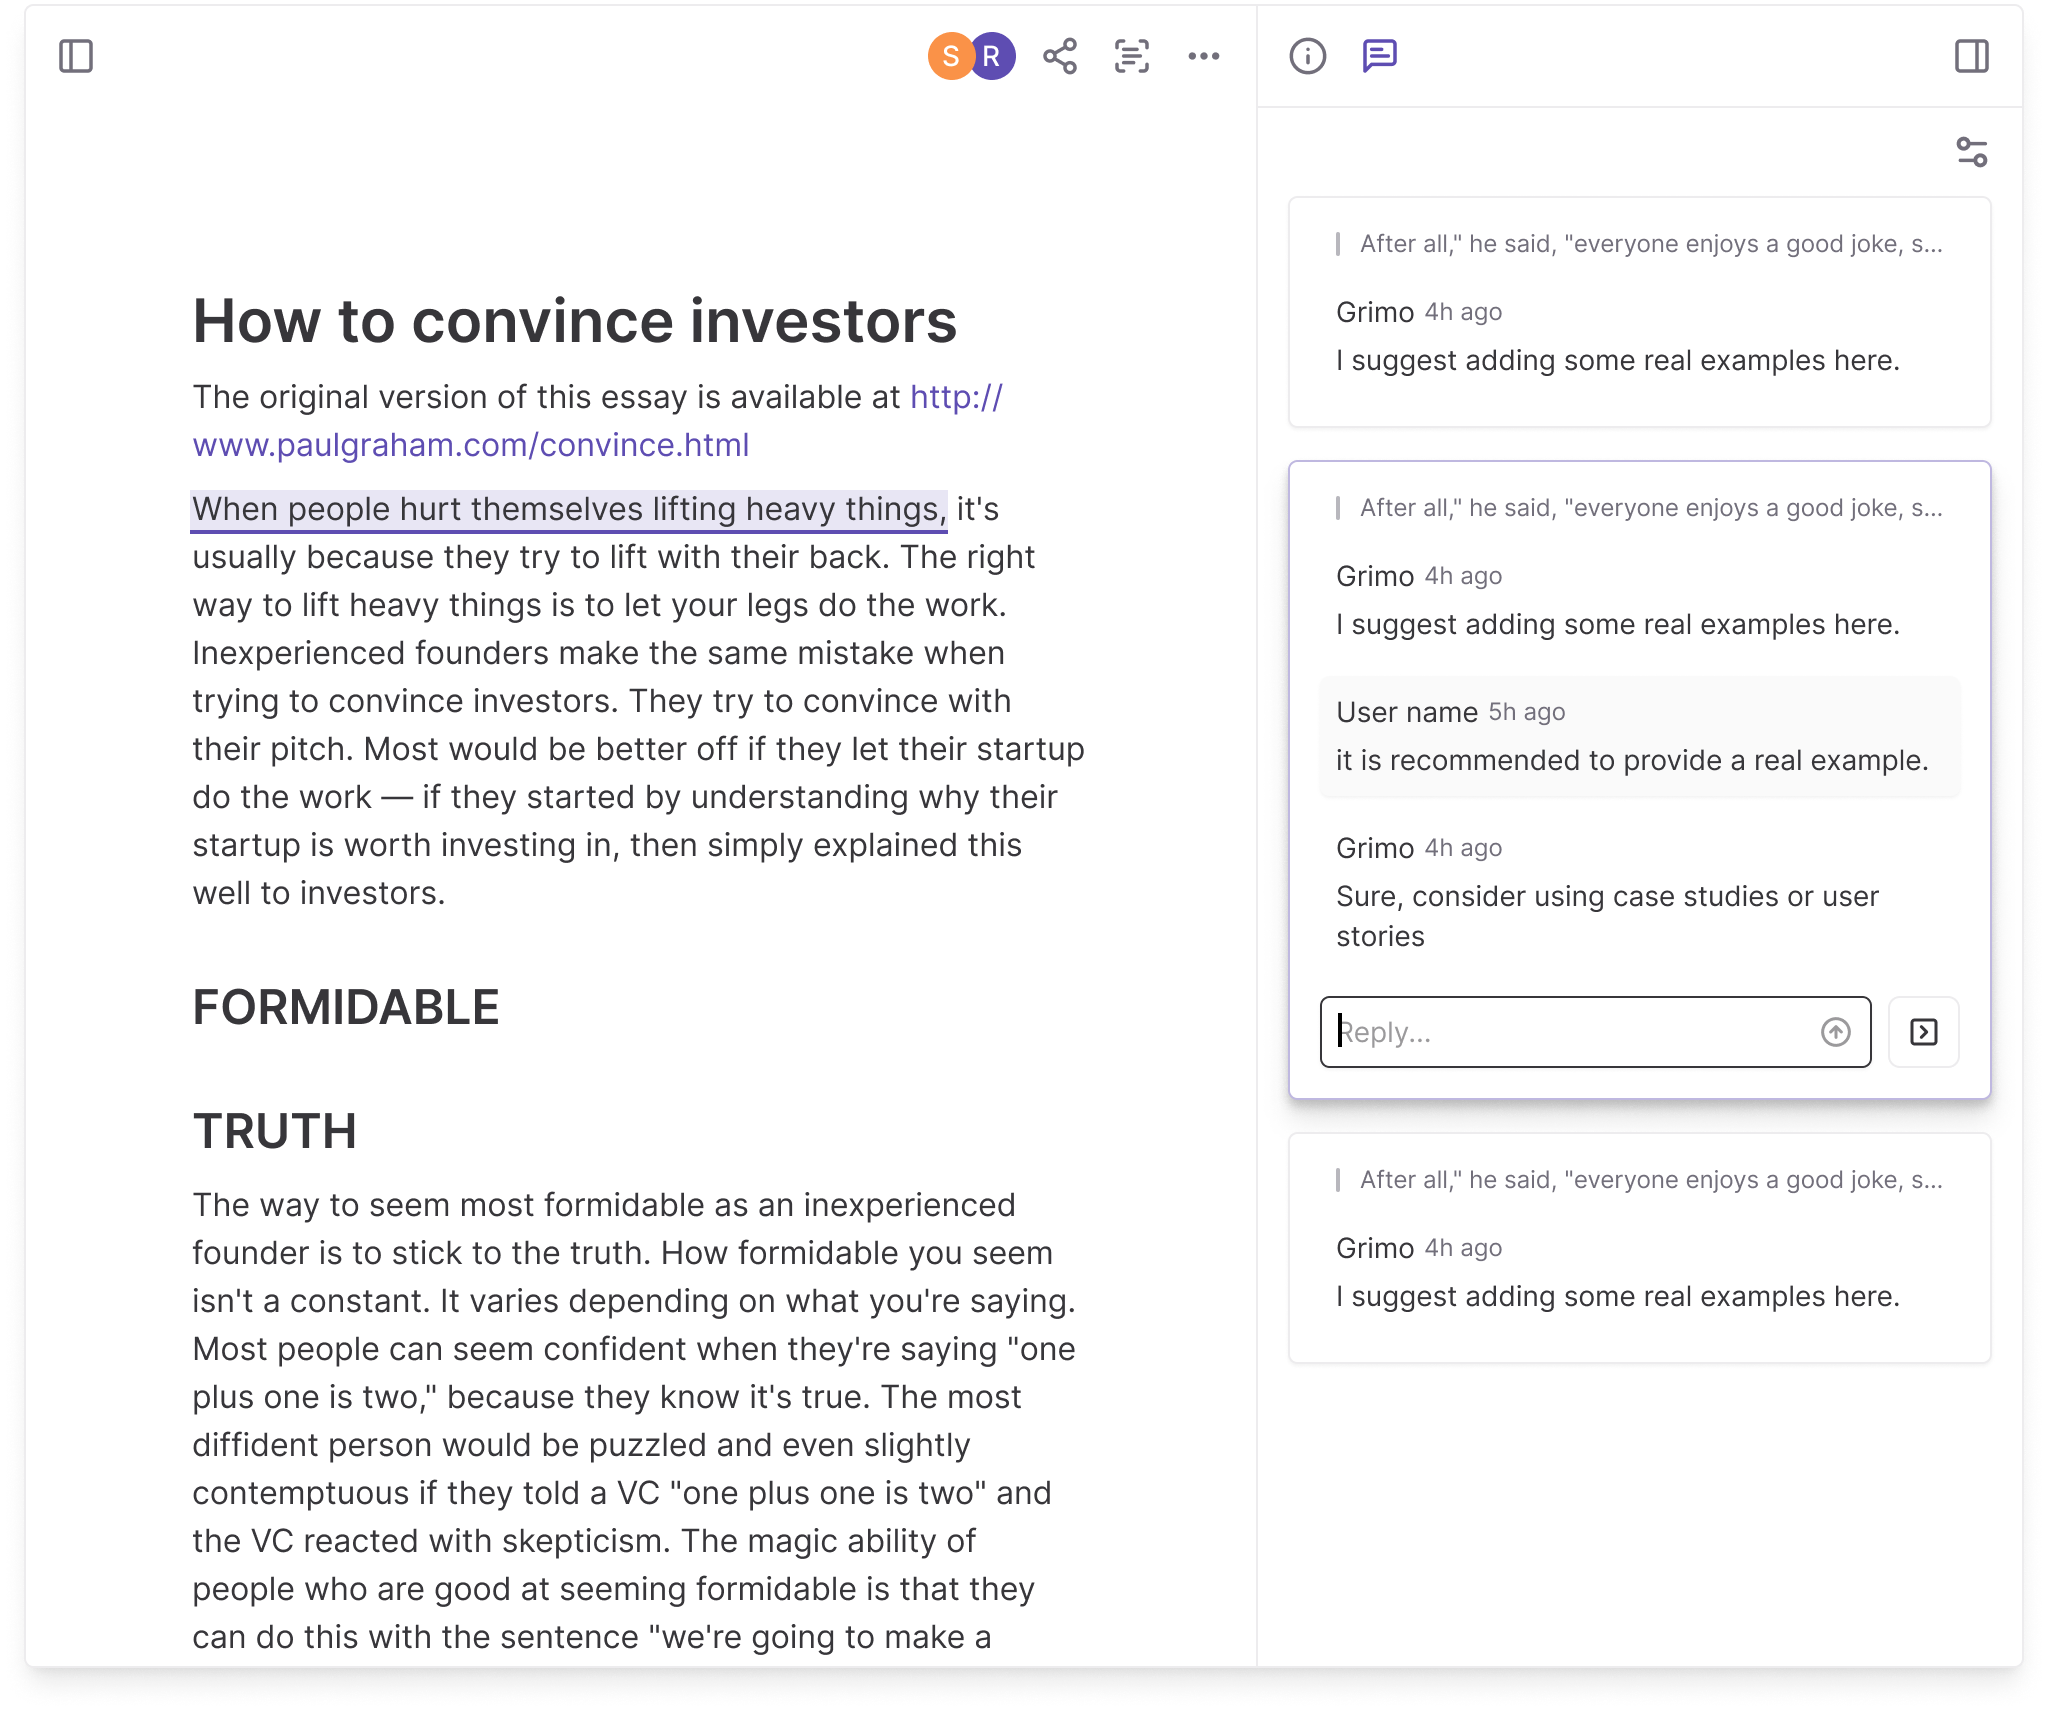 S R
How to convince investors
The original version of this essay is available at http://
www.paulgraham.com/convince.html
When people hurt themselves lifting heavy things, it's
usually because they try to lift with their back. The right
way to lift heavy things is to let your legs do the work.
Inexperienced founders make the same mistake when
trying to convince investors. They try to convince with
their pitch. Most would be better off if they let their startup
do the work — if they started by understanding why their
startup is worth investing in, then simply explained this
well to investors.
FORMIDABLE
TRUTH
The way to seem most formidable as an inexperienced
founder is to stick to the truth. How formidable you seem
isn't a constant. It varies depending on what you're saying.
Most people can seem confident when they're saying "one
plus one is two," because they know it's true. The most
diffident person would be puzzled and even slightly
contemptuous if they told a VC "one plus one is two" and
the VC reacted with skepticism. The magic ability of
people who are good at seeming formidable is that they
can do this with the sentence "we're going to make a
After all," he said, "everyone enjoys a good joke, s...
Grimo 4h ago
I suggest adding some real examples here.
After all," he said, "everyone enjoys a good joke, s...
Grimo 4h ago
I suggest adding some real examples here.
User name 5h ago
it is recommended to provide a real example.
Grimo 4h ago
Sure, consider using case studies or user
stories
Reply...
After all," he said, "everyone enjoys a good joke, s...
Grimo 4h ago
I suggest adding some real examples here.